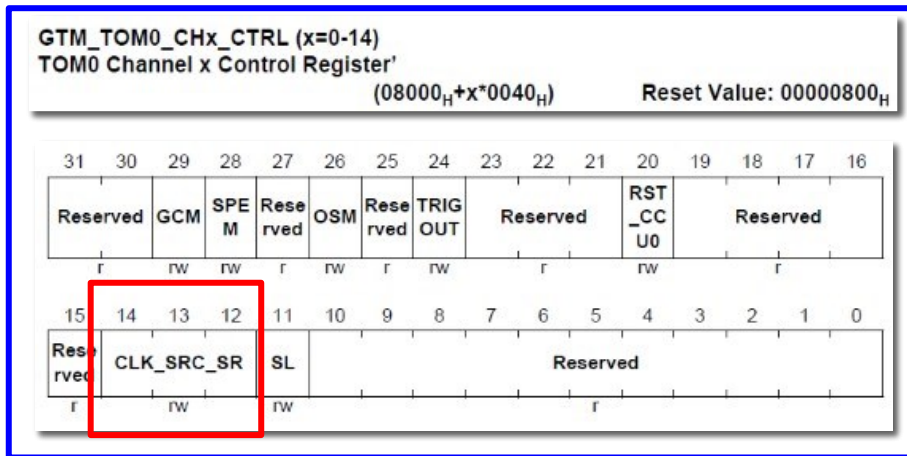 GTM_TOM0_CHx_CTRL (x=0-14)
TOM0 Channel x Control Register'
(08000H+x*0040H) Reset Value: 00000800H
31 30 29 28 27 26 25 24 23 22 21 20 19 18 17 16
Reserved GCM SPE M Rese rved OSM Rese rved TRIG OUT Reserved RST _CC U0 Reserved
r rw rw r rw r rw r rw r
15 14 13 12 11 10 9 8 7 6 5 4 3 2 1 0
Rese rved CLK_SRC_SR SL Reserved
r rw rw r